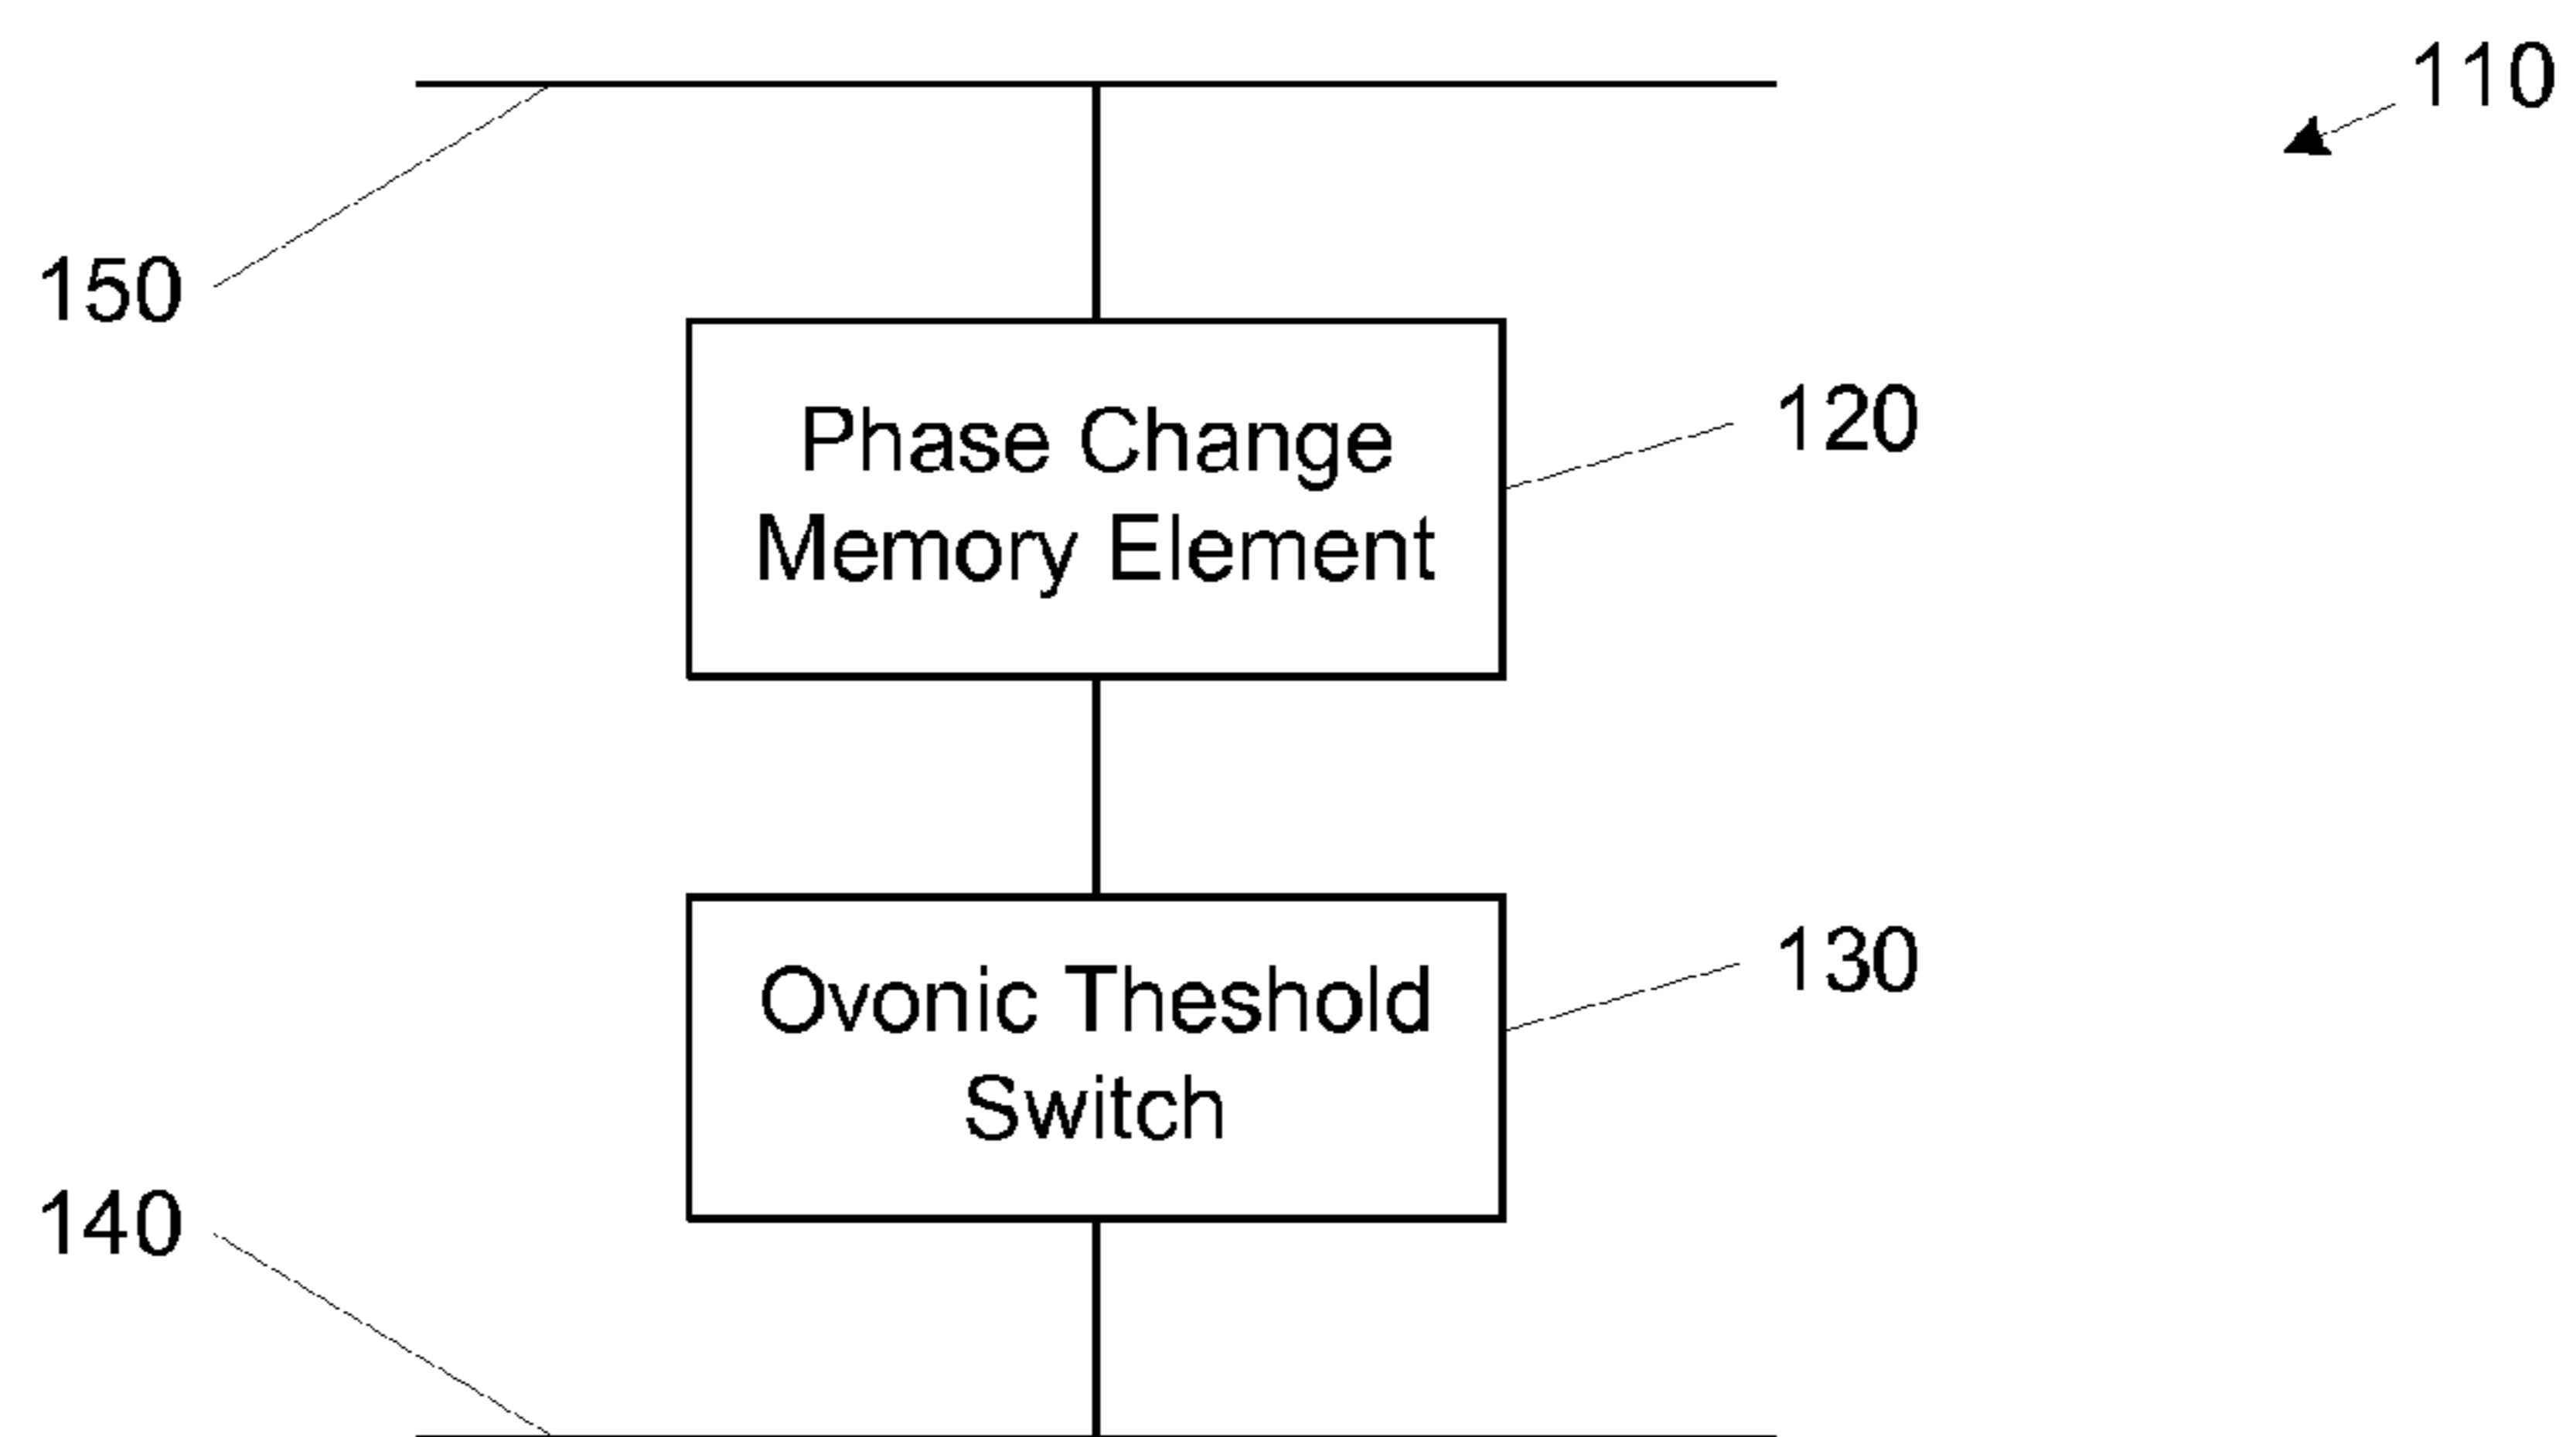 110
150
Phase Change
Memory Element
120
Ovonic Theshold
Switch
130
140